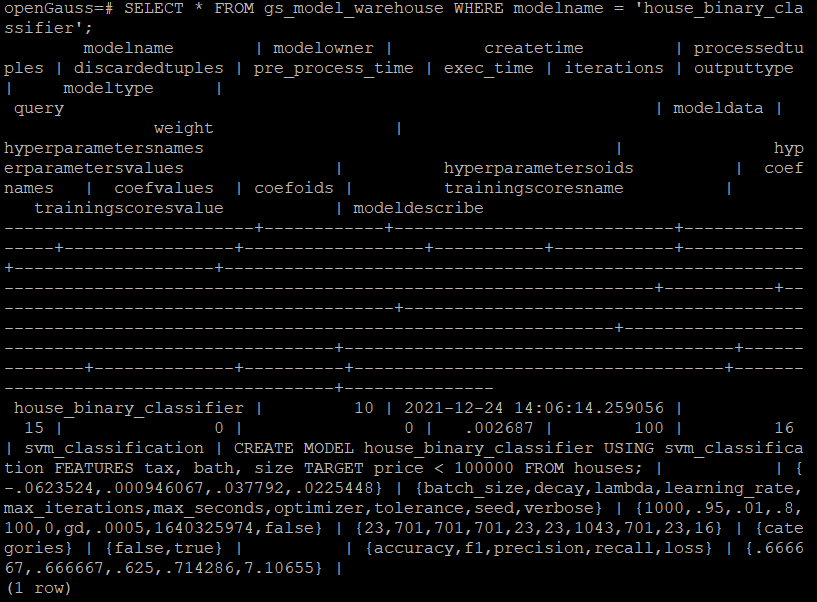 openGauss=# SELECT * FROM gs_model_warehouse WHERE modelname = 'house_binary_cla
ssifier';
        modelname        | modelowner |         createtime         | processedtu
ples | discardedtuples | pre_process_time | exec_time | iterations | outputtype 
|     modeltype      |
 query                                                           | modeldata | 
               weight                  | 
hyperparametersnames                                         |               hyp
erparametersvalues               |          hyperparametersoids          |  coef
names   |  coefvalues  | coefoids |         trainingscoresname          | 
   trainingscoresvalue           | modeldescribe
-------------------------+------------+----------------------------+------------
-----+-----------------+------------------+-----------+------------+------------
+--------------------+----------------------------------------------------------
-----------------------------------------------------------------+-----------+--
---------------------------------------+----------------------------------------
-------------------------------------------------------------+------------------
---------------------------------+---------------------------------------+------
--------+--------------+----------+-------------------------------------+-------
---------------------------------+---------------
 house_binary_classifier |         10 | 2021-12-24 14:06:14.259056 | 
  15 |               0 |                0 |   .002687 |        100 |         16 
| svm_classification | CREATE MODEL house_binary_classifier USING svm_classifica
tion FEATURES tax, bath, size TARGET price < 100000 FROM houses; |           | {
-.0623524,.000946067,.037792,.0225448} | {batch_size,decay,lambda,learning_rate,
max_iterations,max_seconds,optimizer,tolerance,seed,verbose} | {1000,.95,.01,.8,
100,0,gd,.0005,1640325974,false} | {23,701,701,701,23,23,1043,701,23,16} | {cate
gories} | {false,true} |          | {accuracy,f1,precision,recall,loss} | {.6666
67,.666667,.625,.714286,7.10655} |
(1 row)